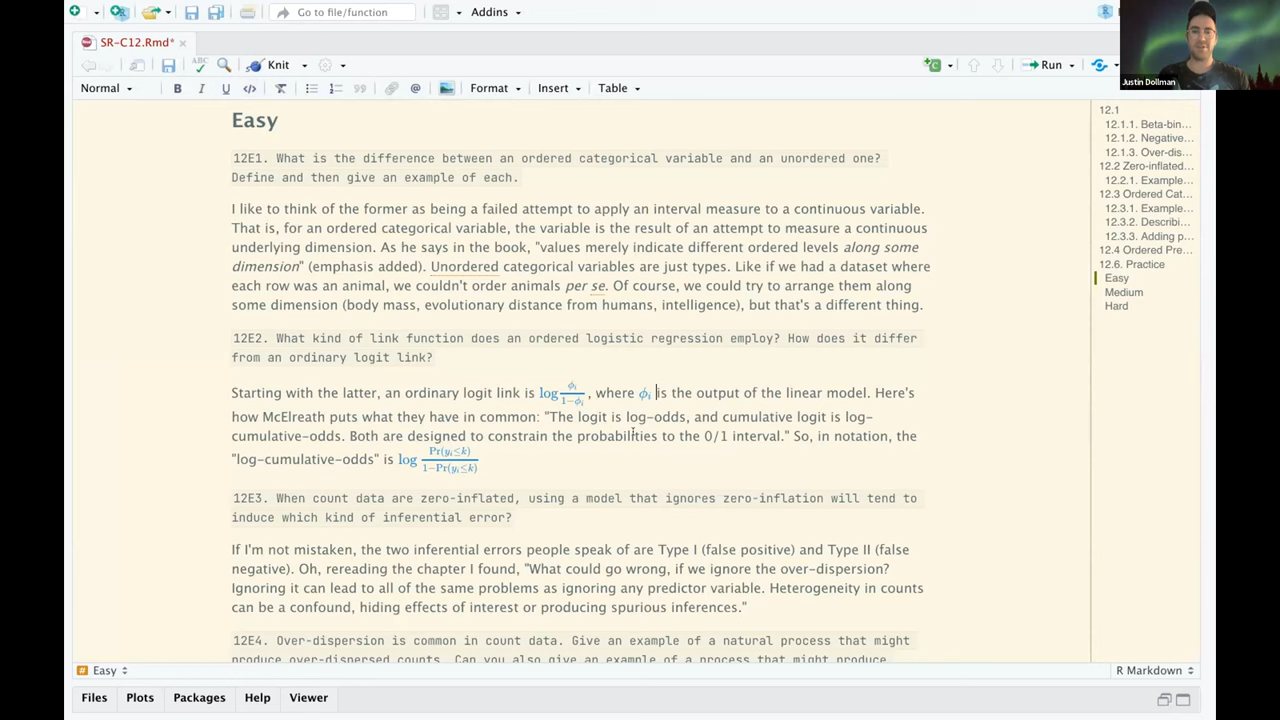 Go to file/function
Addins
SR-C12.Rmd*
ABC
Knit
Run
Justin Dollman
Normal
B
I
U
Format
Insert
Table
Easy
12E1. What is the difference between an ordered categorical variable and an unordered one?
Define and then give an example of each.
I like to think of the former as being a failed attempt to apply an interval measure to a continuous variable.
That is, for an ordered categorical variable, the variable is the result of an attempt to measure a continuous
underlying dimension. As he says in the book, "values merely indicate different ordered levels along some
dimension" (emphasis added). Unordered categorical variables are just types. Like if we had a dataset where
each row was an animal, we couldn't order animals per se. Of course, we could try to arrange them along
some dimension (body mass, evolutionary distance from humans, intelligence), but that's a different thing.
12E2. What kind of link function does an ordered logistic regression employ? How does it differ
from an ordinary logit link?
Starting with the latter, an ordinary logit link is log ϕi/1−ϕi, where ϕi is the output of the linear model. Here's
how McElreath puts what they have in common: "The logit is log-odds, and cumulative logit is log-
cumulative-odds. Both are designed to constrain the probabilities to the 0/1 interval." So, in notation, the
"log-cumulative-odds" is log Pr(yi≤k)/1−Pr(yi≤k)
12E3. When count data are zero-inflated, using a model that ignores zero-inflation will tend to
induce which kind of inferential error?
If I'm not mistaken, the two inferential errors people speak of are Type I (false positive) and Type II (false
negative). Oh, rereading the chapter I found, "What could go wrong, if we ignore the over-dispersion?
Ignoring it can lead to all of the same problems as ignoring any predictor variable. Heterogeneity in counts
can be a confound, hiding effects of interest or producing spurious inferences."
12E4. Over-dispersion is common in count data. Give an example of a natural process that might
produce over-dispersed counts. Can you also give an example of a process that might produce
12.1
12.1.1. Beta-bin...
12.1.2. Negative...
12.1.3. Over-dis...
12.2 Zero-inflated...
12.2.1. Example...
12.3 Ordered Cat...
12.3.1. Example...
12.3.2. Describi...
12.3.3. Adding p...
12.4 Ordered Pre...
12.6. Practice
Easy
Medium
Hard
# Easy
R Markdown
Files
Plots
Packages
Help
Viewer